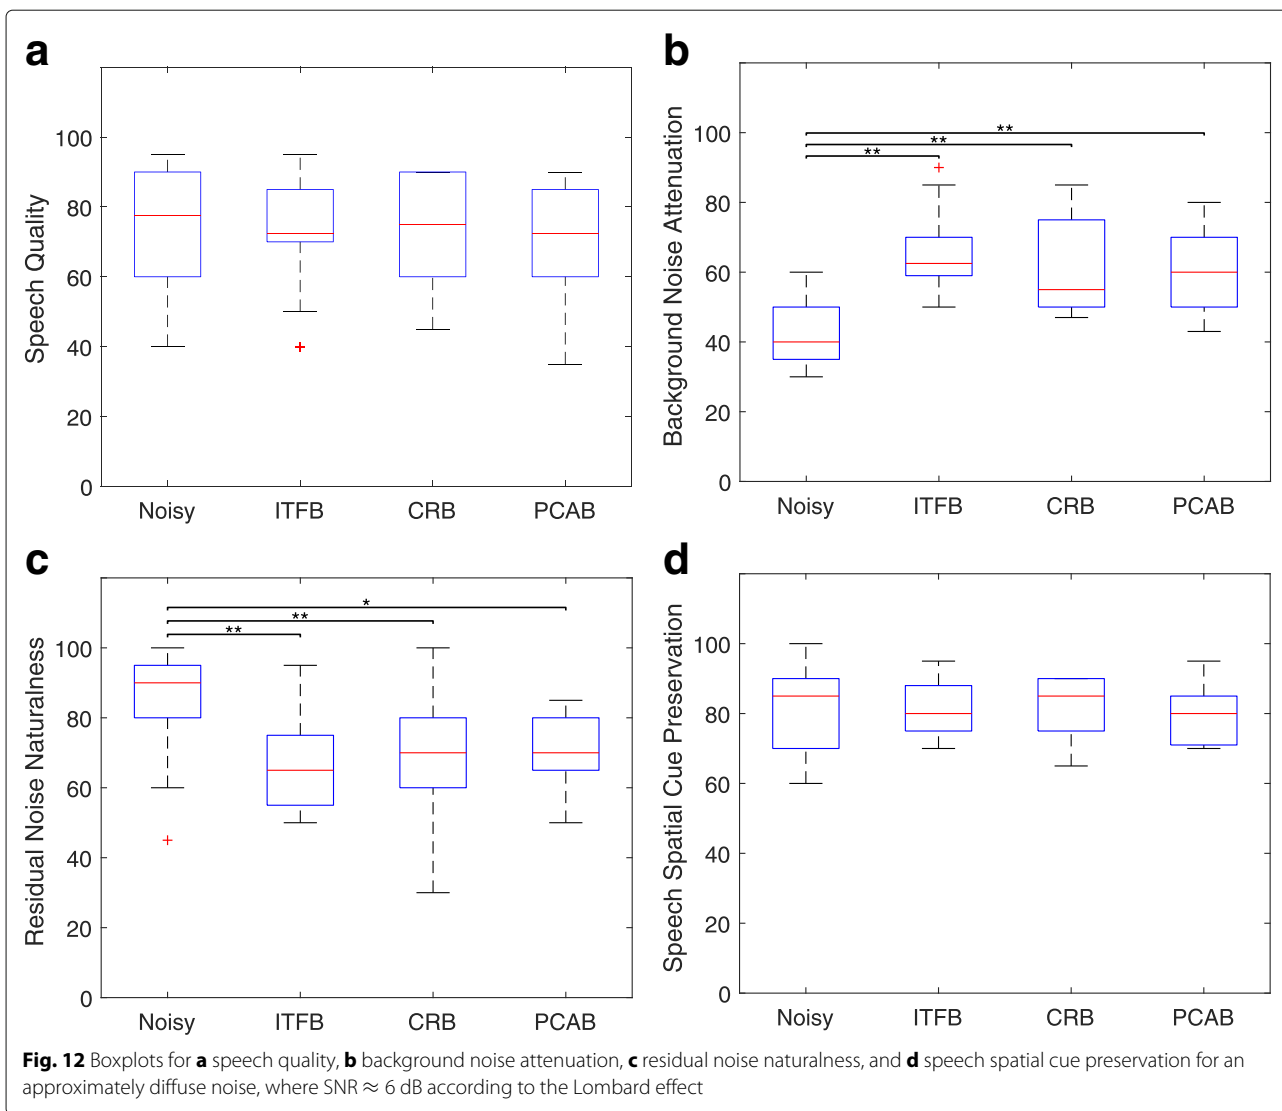 a
Speech Quality
100
80
60
40
20
0
Noisy ITFB CRB PCAB
b
Background Noise Attenuation
100
80
60
40
20
0
**
**
**
Noisy ITFB CRB PCAB
c
Residual Noise Naturalness
100
80
60
40
20
0
*
**
**
Noisy ITFB CRB PCAB
d
Speech Spatial Cue Preservation
100
80
60
40
20
0
Noisy ITFB CRB PCAB
Fig. 12 Boxplots for a speech quality, b background noise attenuation, c residual noise naturalness, and d speech spatial cue preservation for an
approximately diffuse noise, where SNR ≈ 6 dB according to the Lombard effect